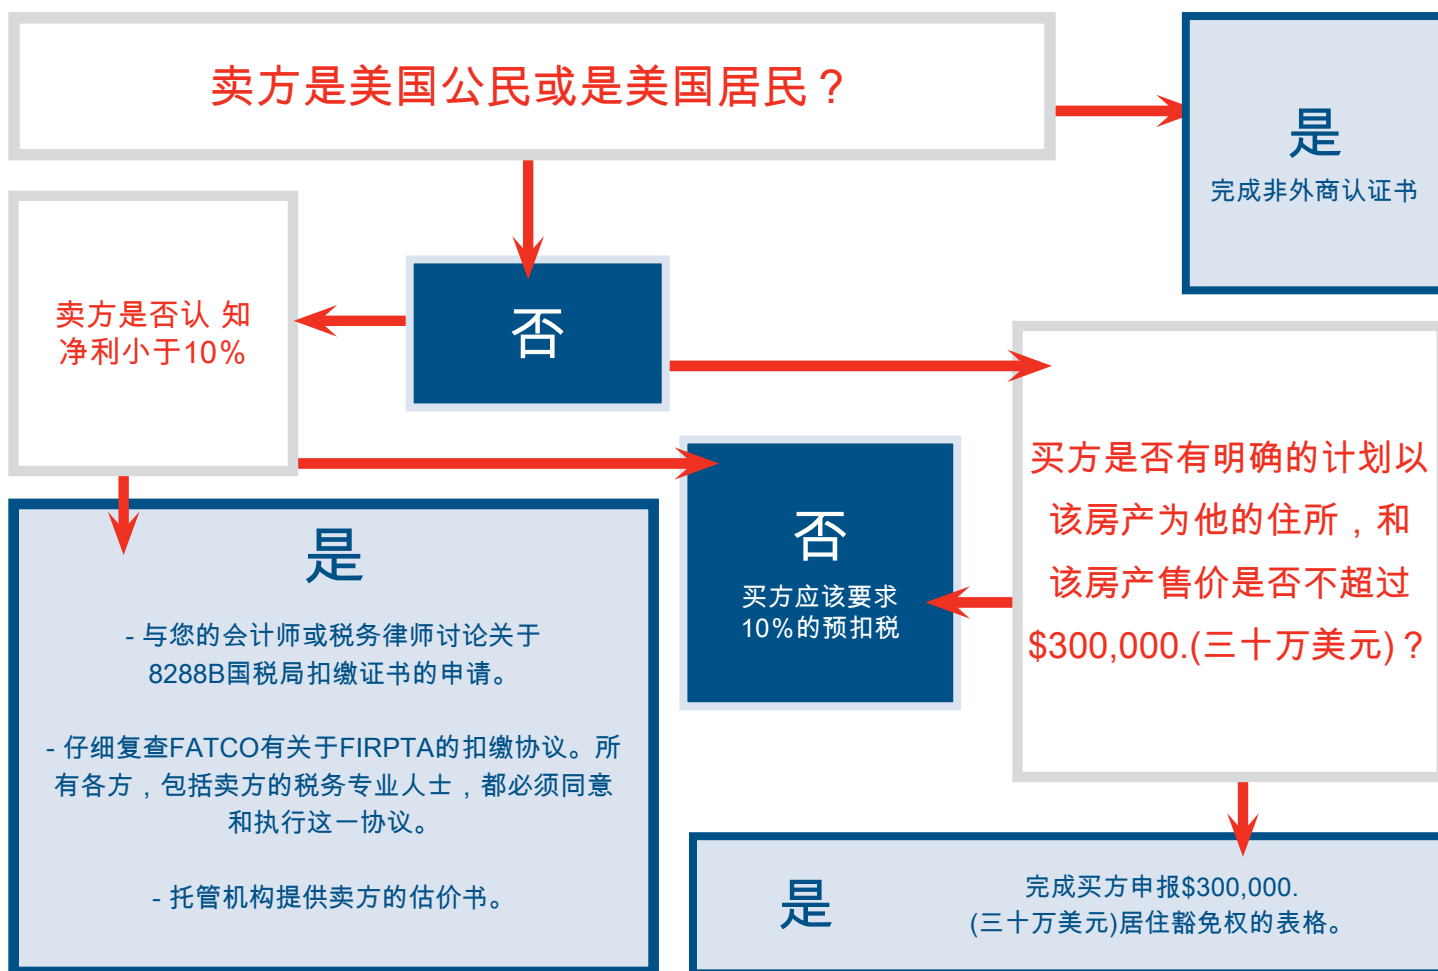 卖方是美国公民或是美国居民？
是
完成非外商认证书
否
卖方是否认 知
净利小于10%
买方是否有明确的计划以
该房产为他的住所，和
该房产售价是否不超过
$300,000.(三十万美元)？
否
买方应该要求
10%的预扣税
是
- 与您的会计师或税务律师讨论关于
8288B国税局扣缴证书的申请。
- 仔细复查FATCO有关于FIRPTA的扣缴协议。所
有各方，包括卖方的税务专业人士，都必须同意
和执行这一协议。
- 托管机构提供卖方的估价书。
是
完成买方申报$300,000.
(三十万美元)居住豁免权的表格。